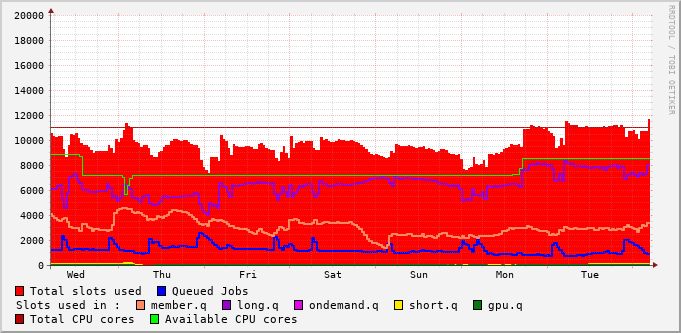 RRDTOOL / TOBI OETIKER
20000
18000
16000
14000
12000
10000
8000
6000
4000
2000
0
Wed Thu Fri Sat Sun Mon Tue
Total slots used Queued Jobs
Slots used in : member.q long.q ondemand.q short.q gpu.q
Total CPU cores Available CPU cores